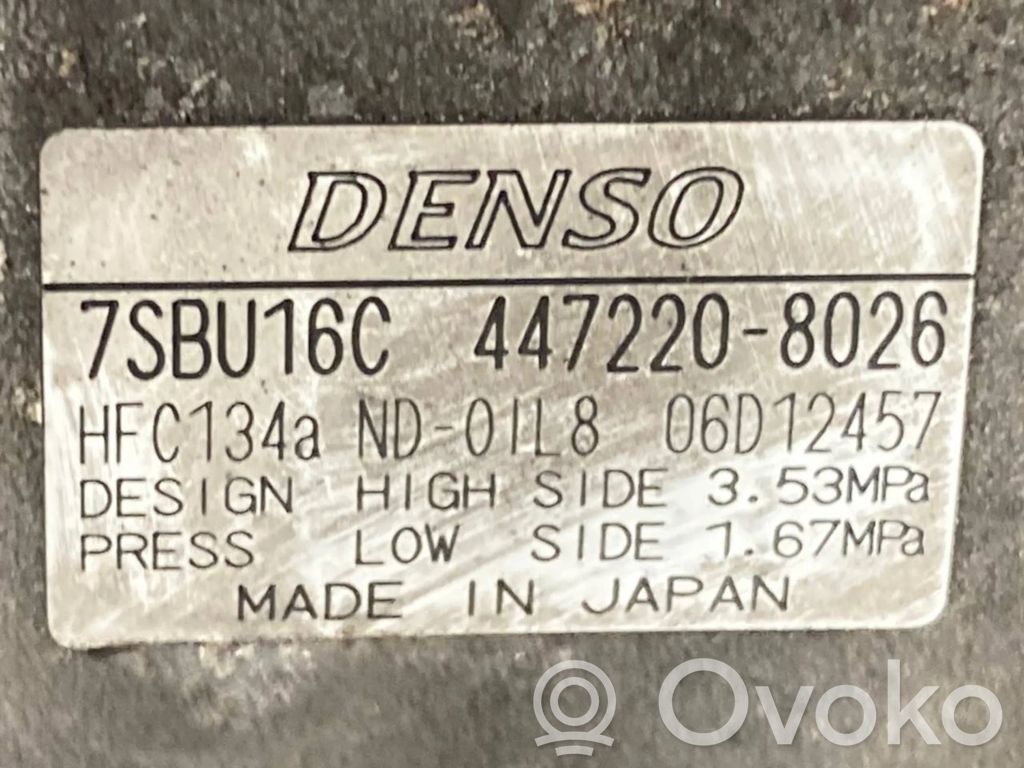 DENSO
7SBU16C 447220-8026
HFC134a ND-OIL8 06D12457
DESIGN HIGH SIDE 3.53MPa
PRESS LOW SIDE 1.67MPa
MADE IN JAPAN
Ovoko